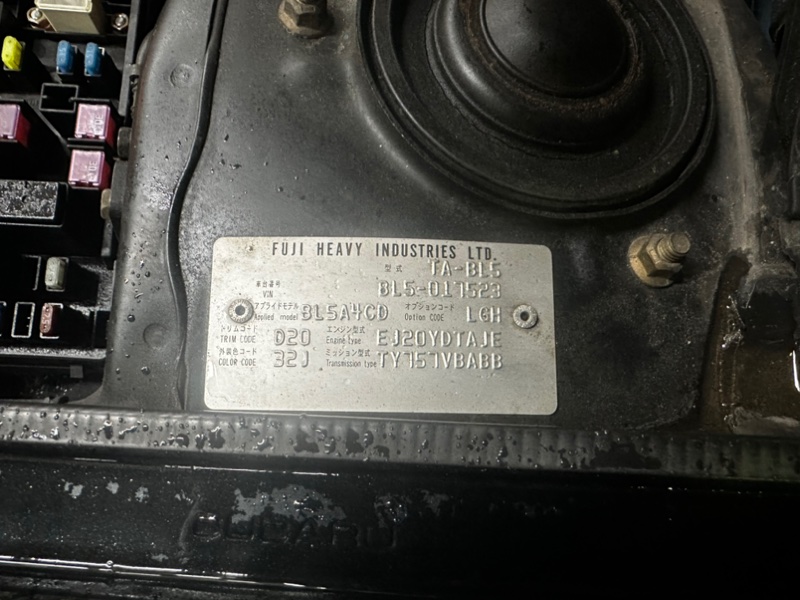 FUJI HEAVY INDUSTRIES LTD.
型式 TA-BL5
車台番号 VIN BL5-017523
アプライドモデル Applied model BL5A4CD オプションコード Option CODE LGH
トリムコード TRIM CODE D20 エンジン型式 Engine type EJ20YDTAJE
外装色コード COLOR CODE 32J ミッション型式 Transmission type TY757VBABB
SUBARU